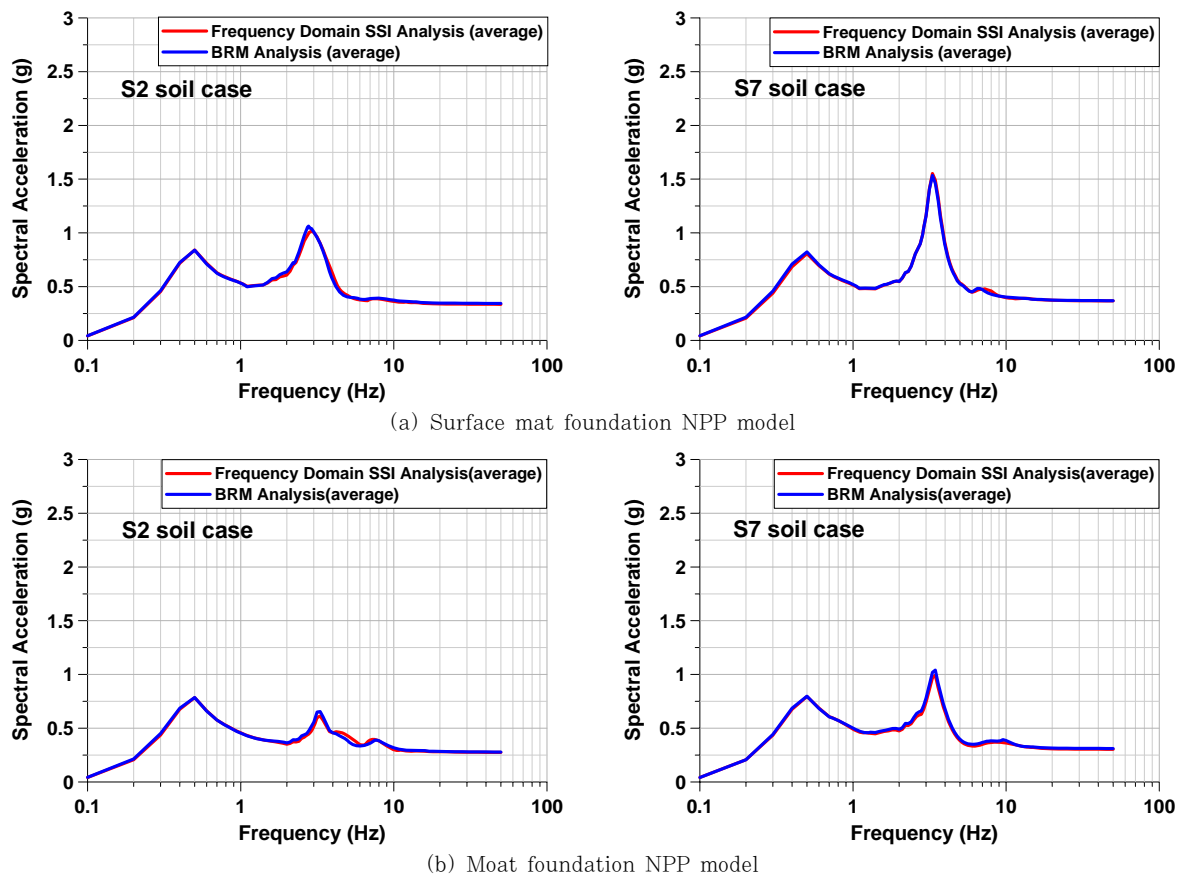 Frequency Domain SSI Analysis (average)
BRM Analysis (average)
S2 soil case
Spectral Acceleration (g)
3
2.5
2
1.5
1
0.5
0
0.1
1
10
100
Frequency (Hz)
Frequency Domain SSI Analysis (average)
BRM Analysis (average)
S7 soil case
Spectral Acceleration (g)
3
2.5
2
1.5
1
0.5
0
0.1
1
10
100
Frequency (Hz)
(a) Surface mat foundation NPP model
Frequency Domain SSI Analysis(average)
BRM Analysis(average)
S2 soil case
Spectral Acceleration (g)
3
2.5
2
1.5
1
0.5
0
0.1
1
10
100
Frequency (Hz)
Frequency Domain SSI Analysis(average)
BRM Analysis(average)
S7 soil case
Spectral Acceleration (g)
3
2.5
2
1.5
1
0.5
0
0.1
1
10
100
Frequency (Hz)
(b) Moat foundation NPP model